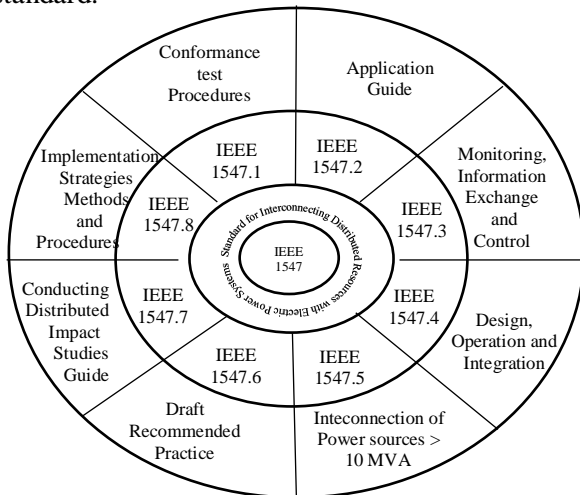 standard.
Conformance
test
Procedures
Application
Guide
Implementation
Strategies
Methods
and
Procedures
IEEE
1547.1
IEEE
1547.2
Monitoring,
Information
Exchange
and
Control
IEEE
1547.8
IEEE
1547.3
Standard for Interconnecting Distributed Resources with Electric Power Systems
IEEE
1547
Conducting
Distributed
Impact
Studies
Guide
IEEE
1547.7
IEEE
1547.4
Design,
Operation and
Integration
IEEE
1547.6
IEEE
1547.5
Draft
Recommended
Practice
Inteconnection of
Power sources >
10 MVA